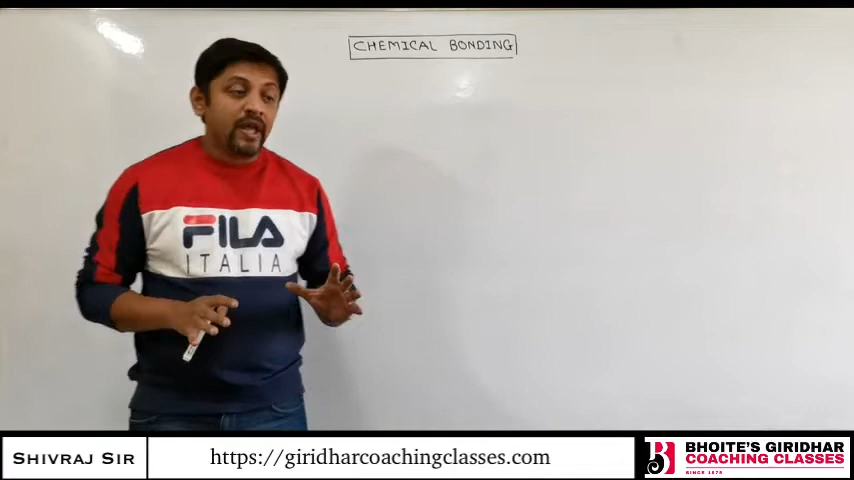 CHEMICAL BONDING
FILA
ITALIA
SHIVRAJ SIR
https://giridharcoachingclasses.com
BHOITE'S GIRIDHAR
COACHING CLASSES